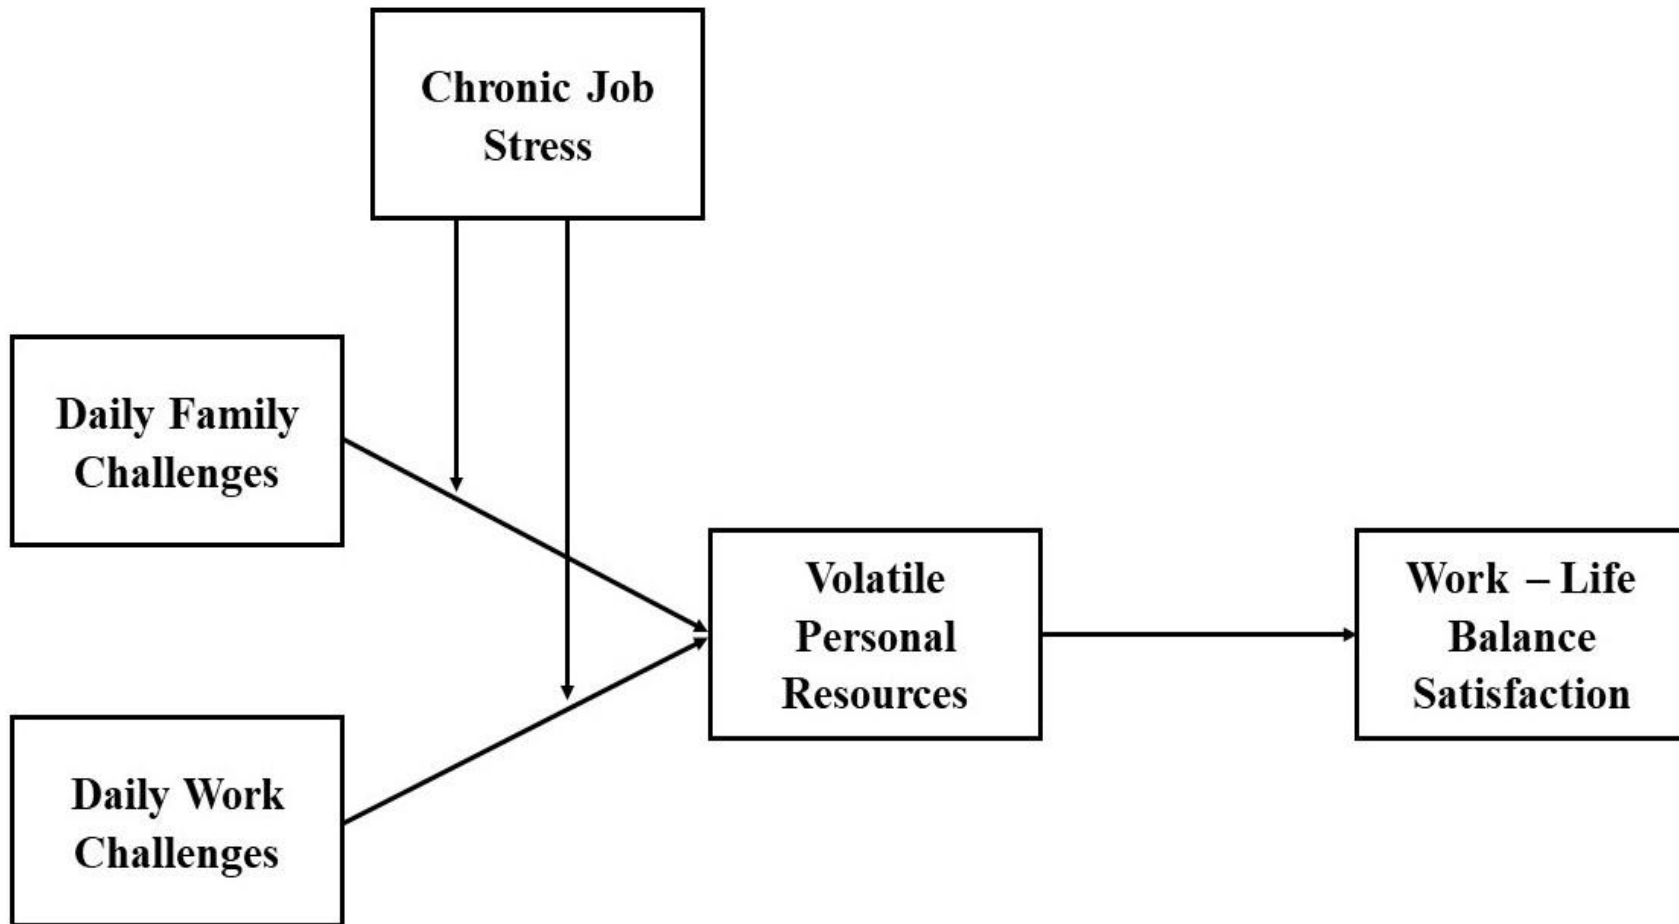 Chronic Job
Stress
Daily Family
Challenges
Volatile
Personal
Resources
Work – Life
Balance
Satisfaction
Daily Work
Challenges